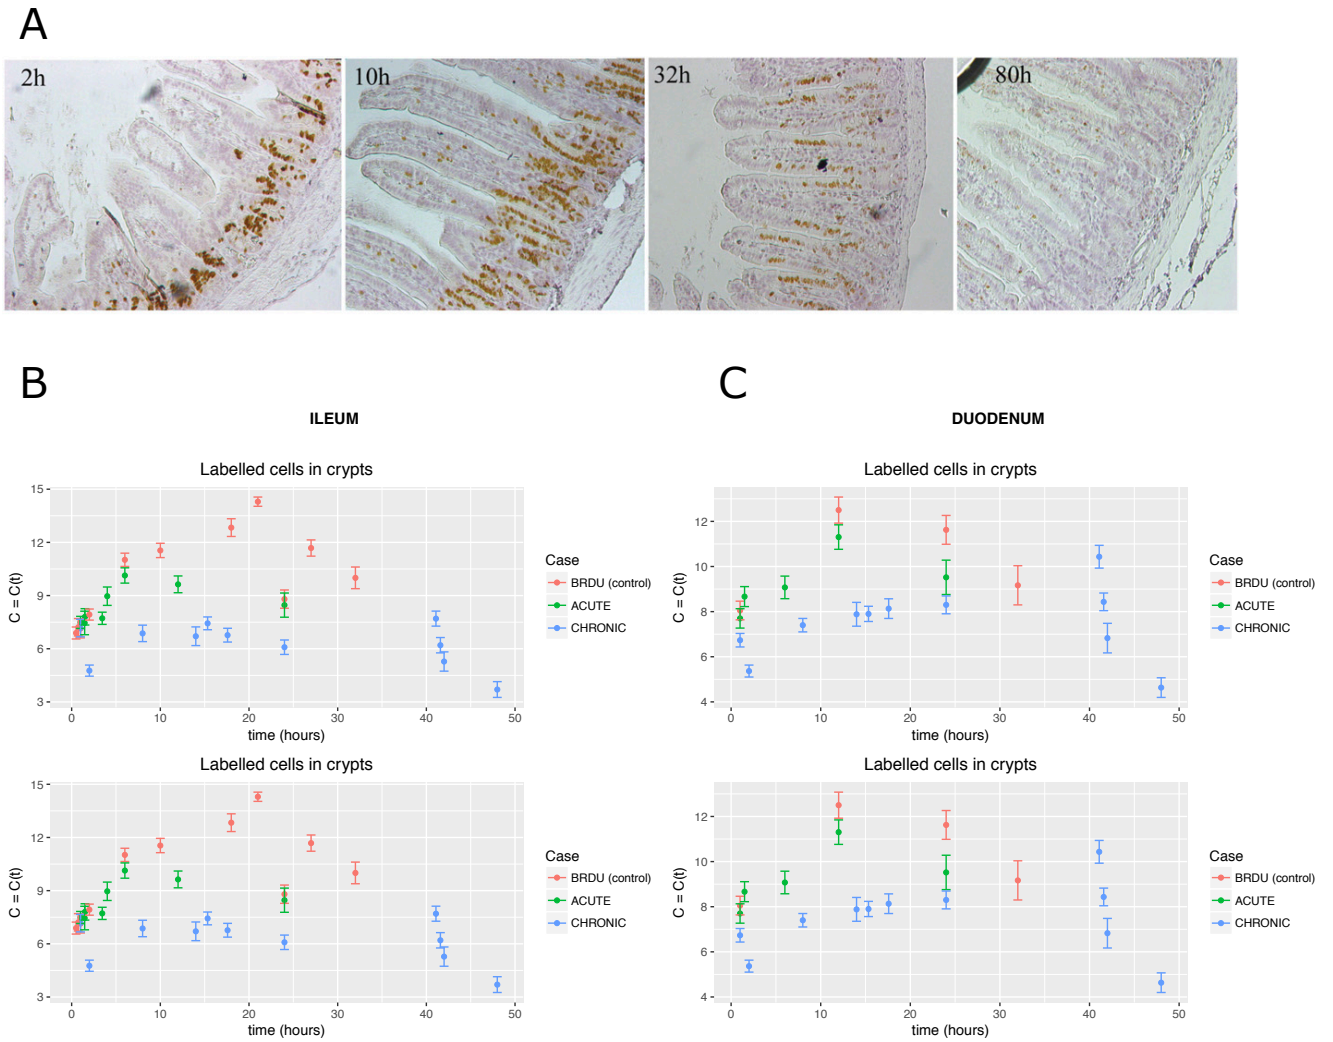 A
2h
10h
32h
80h
B
C
ILEUM
DUODENUM
Labelled cells in crypts
15
12
9
6
3
C = C(t)
0 10 20 30 40 50
time (hours)
Case
BRDU (control)
ACUTE
CHRONIC
Labelled cells in crypts
12
10
8
6
4
C = C(t)
0 10 20 30 40 50
time (hours)
Case
BRDU (control)
ACUTE
CHRONIC
Labelled cells in crypts
15
12
9
6
3
C = C(t)
0 10 20 30 40 50
time (hours)
Case
BRDU (control)
ACUTE
CHRONIC
Labelled cells in crypts
12
10
8
6
4
C = C(t)
0 10 20 30 40 50
time (hours)
Case
BRDU (control)
ACUTE
CHRONIC